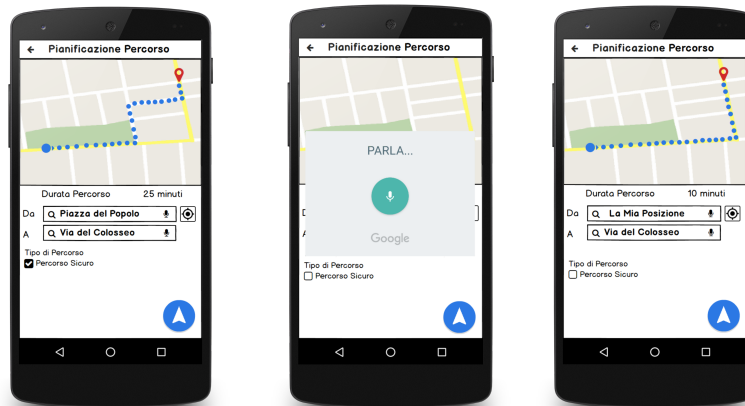 Pianificazione Percorso
Durata Percorso 25 minuti
Da Piazza del Popolo
A Via del Colosseo
Tipo di Percorso
Percorso Sicuro
Pianificazione Percorso
PARLA...
Google
Tipo di Percorso
Percorso Sicuro
Pianificazione Percorso
Durata Percorso 10 minuti
Da La Mia Posizione
A Via del Colosseo
Tipo di Percorso
Percorso Sicuro